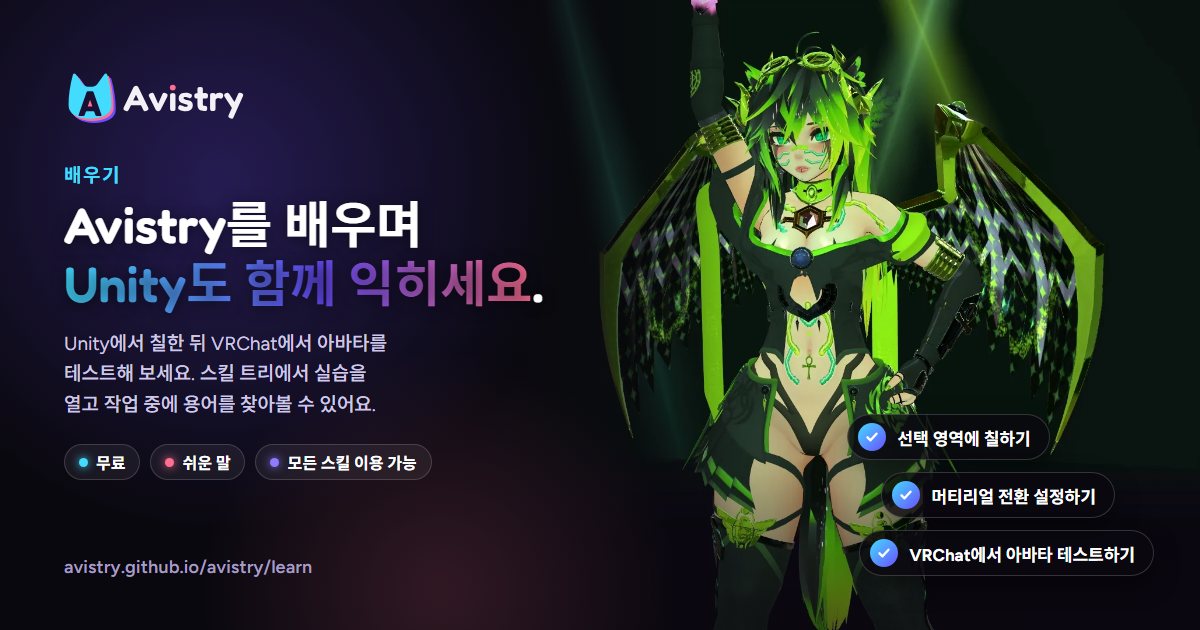 Avistry
배우기
Avistry를 배우며
Unity도 함께 익히세요.
Unity에서 칠한 뒤 VRChat에서 아바타를
테스트해 보세요. 스킬 트리에서 실습을
열고 작업 중에 용어를 찾아볼 수 있어요.
무료
쉬운 말
모든 스킬 이용 가능
선택 영역에 칠하기
머티리얼 전환 설정하기
VRChat에서 아바타 테스트하기
avistry.github.io/avistry/learn